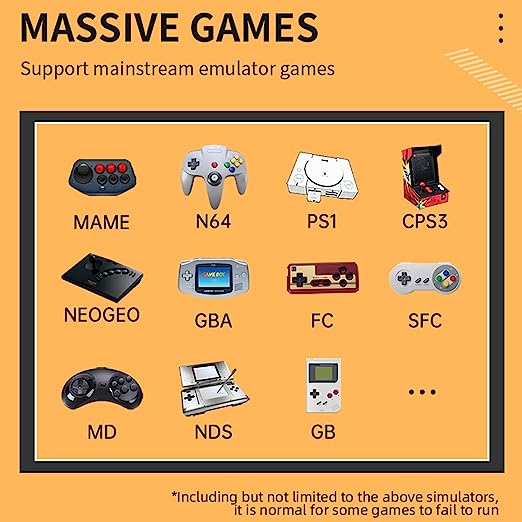 MASSIVE GAMES
Support mainstream emulator games
MAME N64 PS1 CPS3
GAME BOY
NEOGEO GBA FC SFC
MD NDS GB
*Including but not limited to the above simulators,
it is normal for some games to fail to run